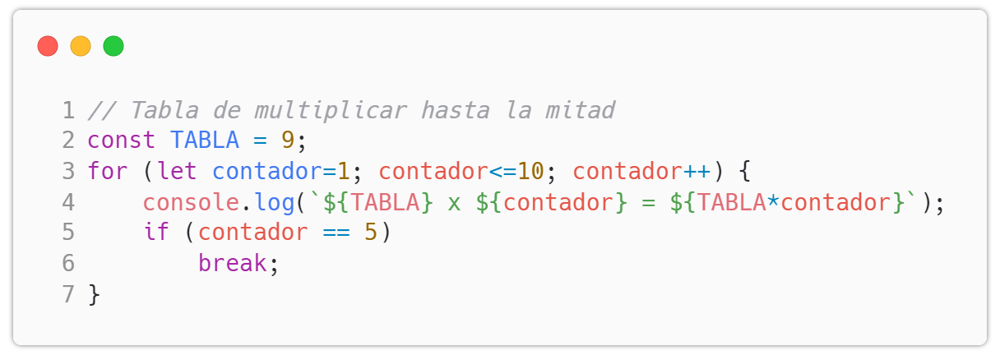 1 // Tabla de multiplicar hasta la mitad
2 const TABLA = 9;
3 for (let contador=1; contador<=10; contador++) {
4     console.log(`${TABLA} x ${contador} = ${TABLA*contador}`);
5     if (contador == 5)
6         break;
7 }